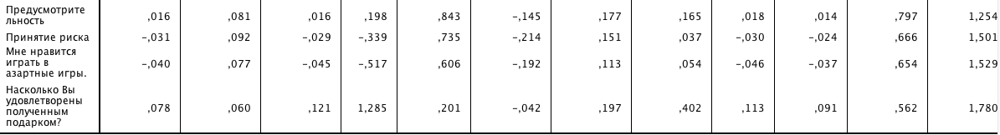 Предусмотрите
льность ,016 ,081 ,016 ,198 ,843 -,145 ,177 ,165 ,018 ,014 ,797 1,254
Принятие риска -,031 ,092 -,029 -,339 ,735 -,214 ,151 ,037 -,030 -,024 ,666 1,501
Мне нравится
играть в -,040 ,077 -,045 -,517 ,606 -,192 ,113 ,054 -,046 -,037 ,654 1,529
азартные игры.
Насколько Вы
удовлетворены ,078 ,060 ,121 1,285 ,201 -,042 ,197 ,402 ,113 ,091 ,562 1,780
полученным
подарком?